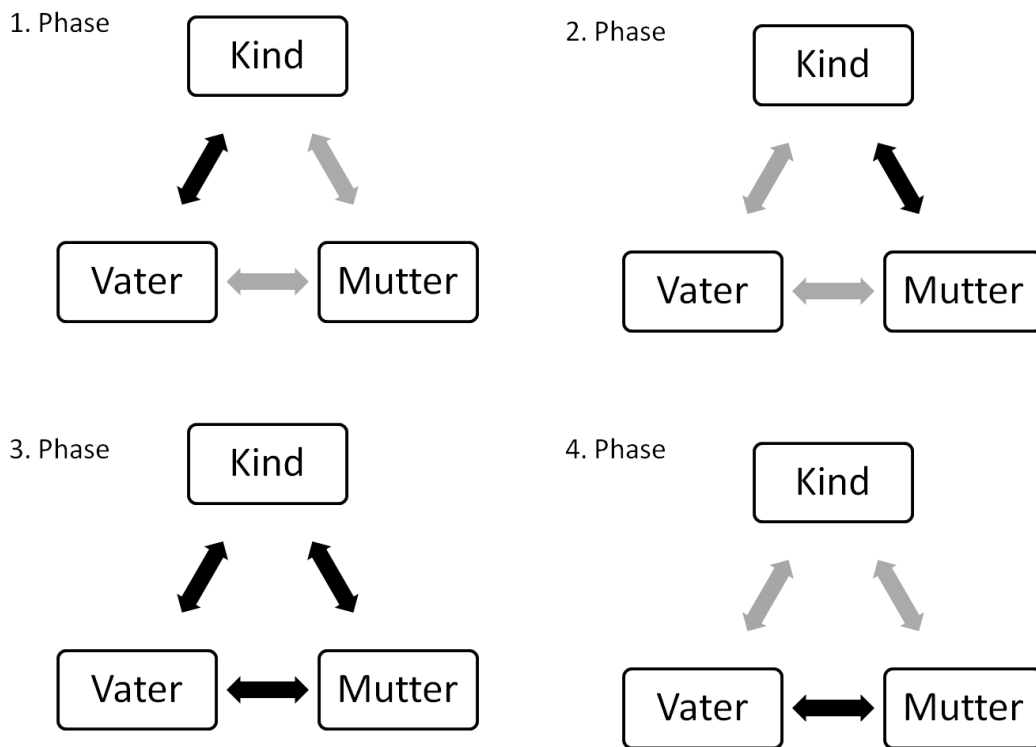 1. Phase
Kind
Vater
Mutter
2. Phase
Kind
Vater
Mutter
3. Phase
Kind
Vater
Mutter
4. Phase
Kind
Vater
Mutter